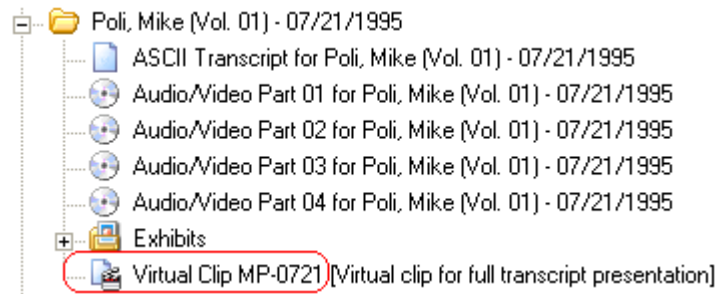 Poli, Mike (Vol. 01) - 07/21/1995
ASCII Transcript for Poli, Mike (Vol. 01) - 07/21/1995
Audio/Video Part 01 for Poli, Mike (Vol. 01) - 07/21/1995
Audio/Video Part 02 for Poli, Mike (Vol. 01) - 07/21/1995
Audio/Video Part 03 for Poli, Mike (Vol. 01) - 07/21/1995
Audio/Video Part 04 for Poli, Mike (Vol. 01) - 07/21/1995
Exhibits
Virtual Clip MP-0721 [Virtual clip for full transcript presentation]